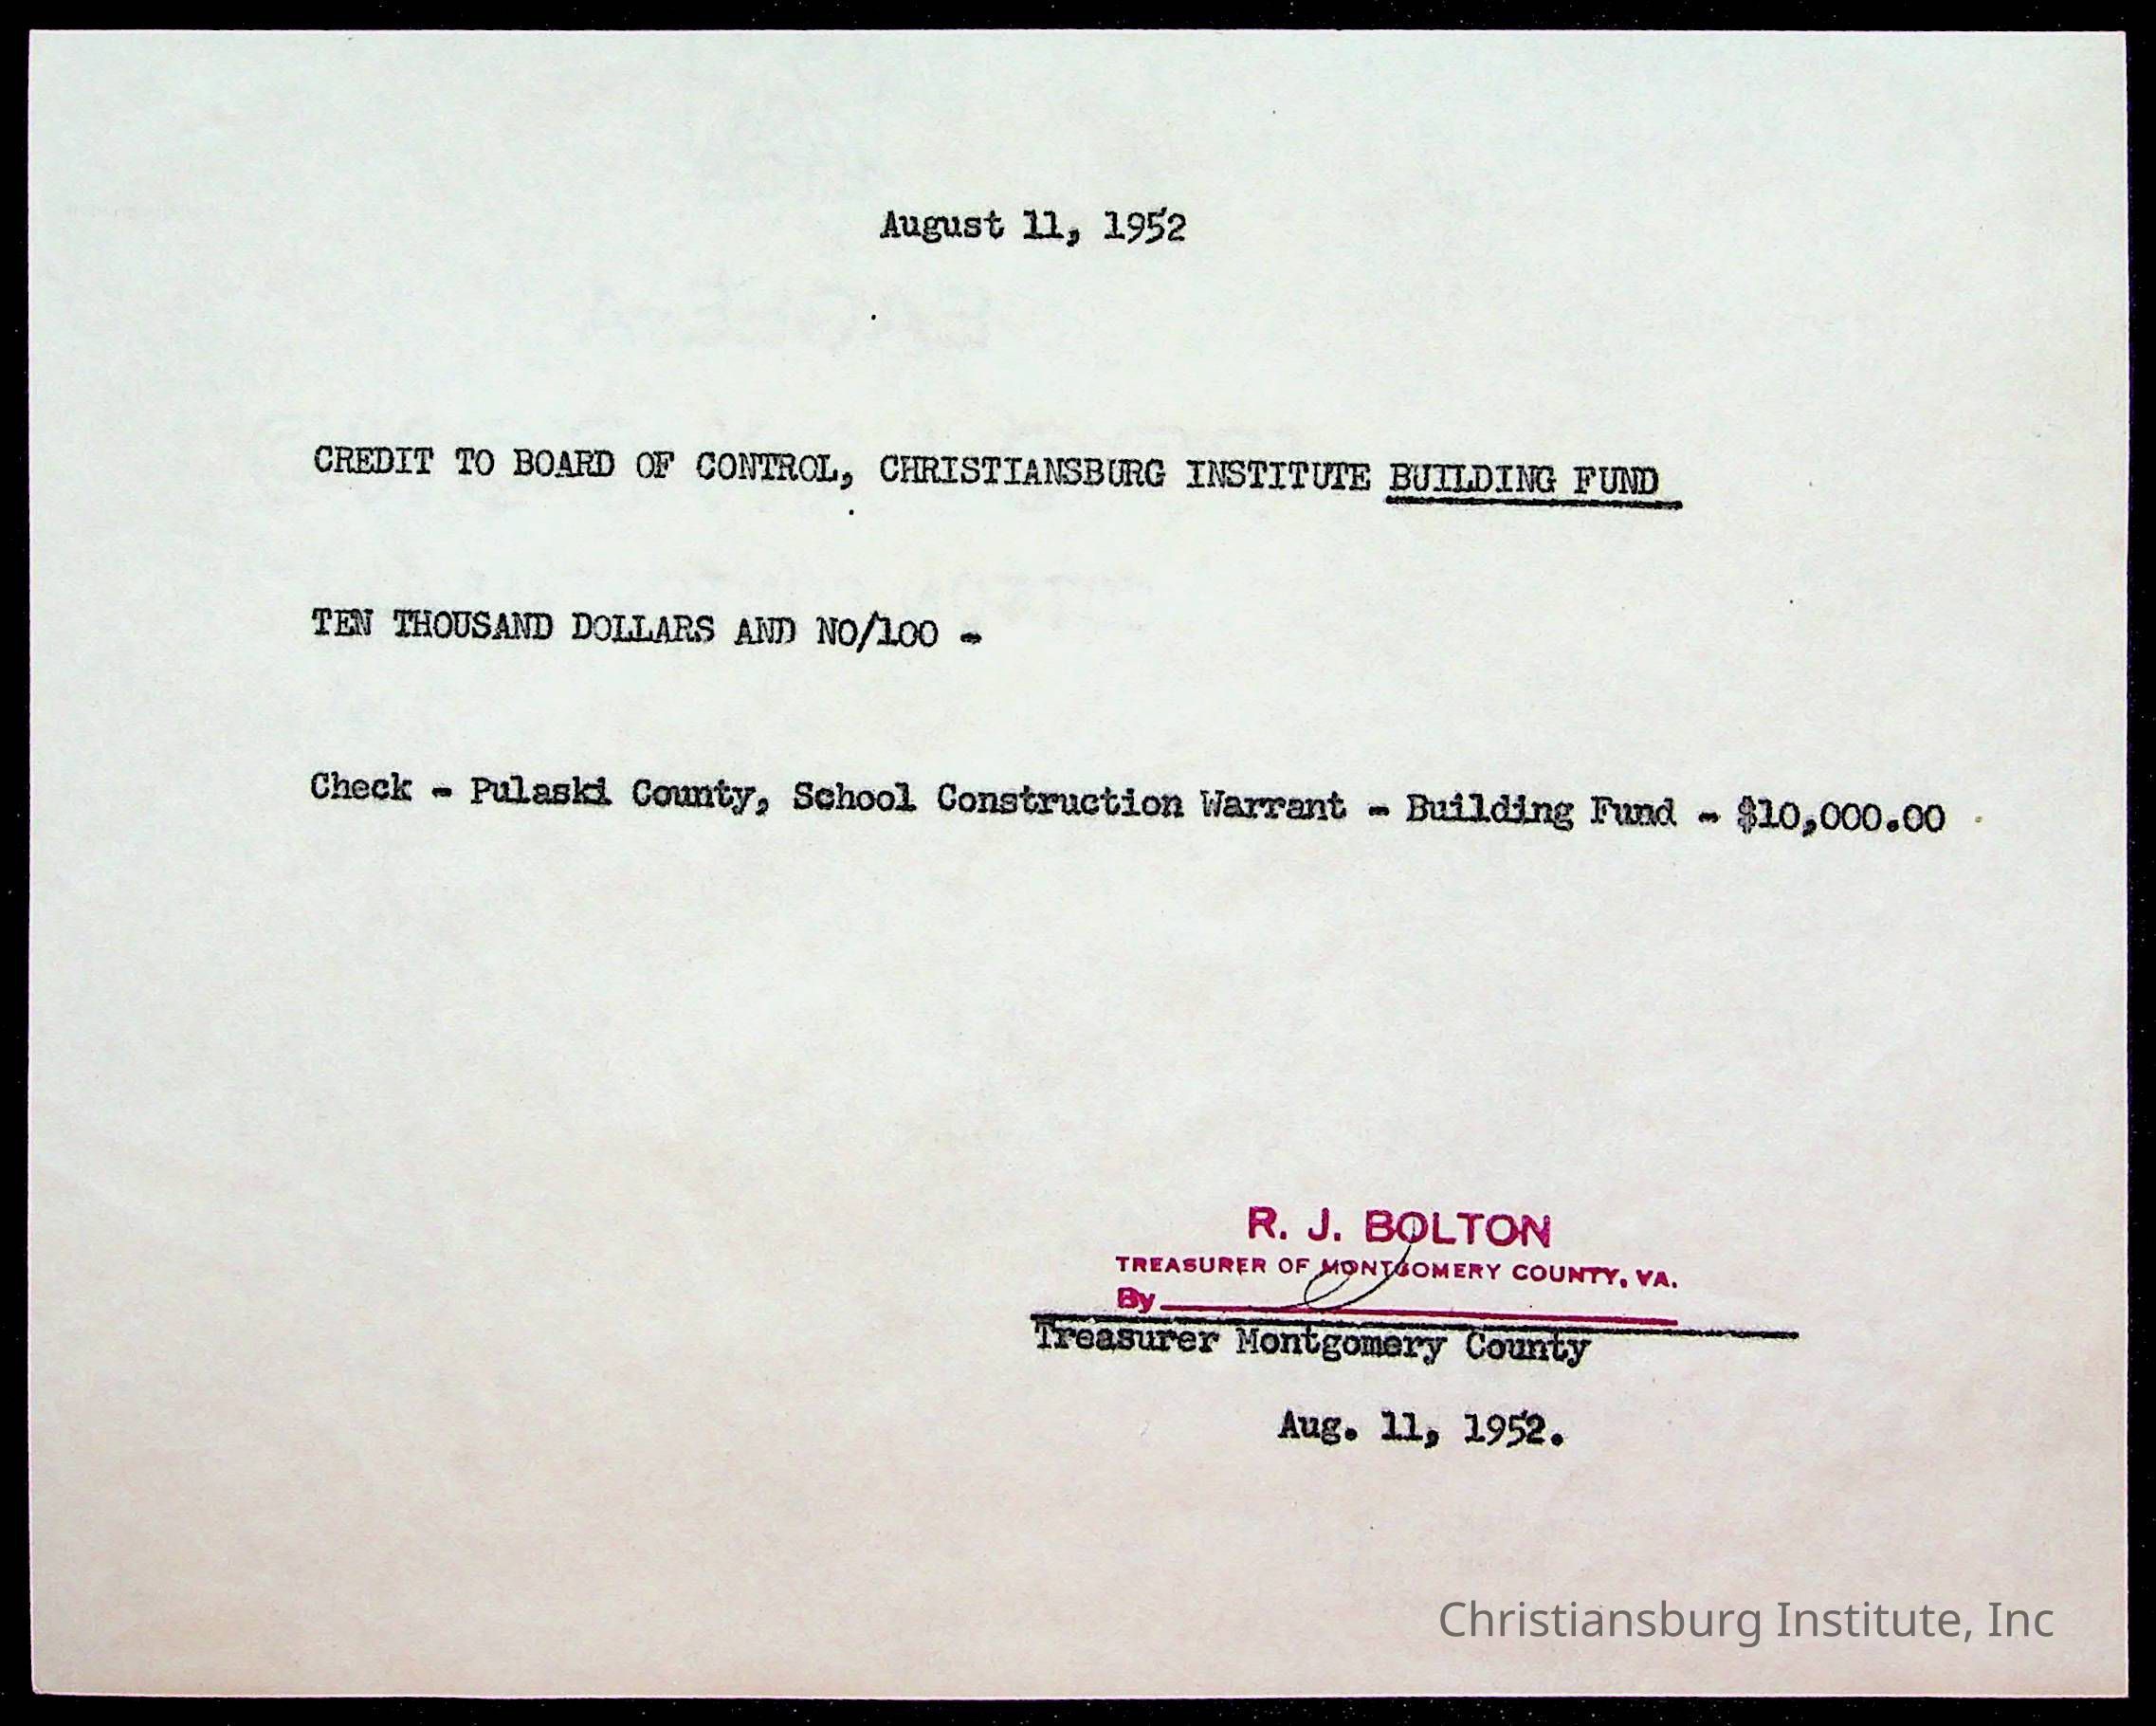 August 11, 1952
CREDIT TO BOARD OF CONTROL, CHRISTIANSBURG INSTITUTE BUILDING FUND
TEN THOUSAND DOLLARS AND NO/100 -
Check - Pulaski County, School Construction Warrant - Building Fund - $10,000.00
R. J. BOLTON
TREASURER OF MONTGOMERY COUNTY, VA.
By
Treasurer Montgomery County
Aug. 11, 1952.
Christiansburg Institute, Inc